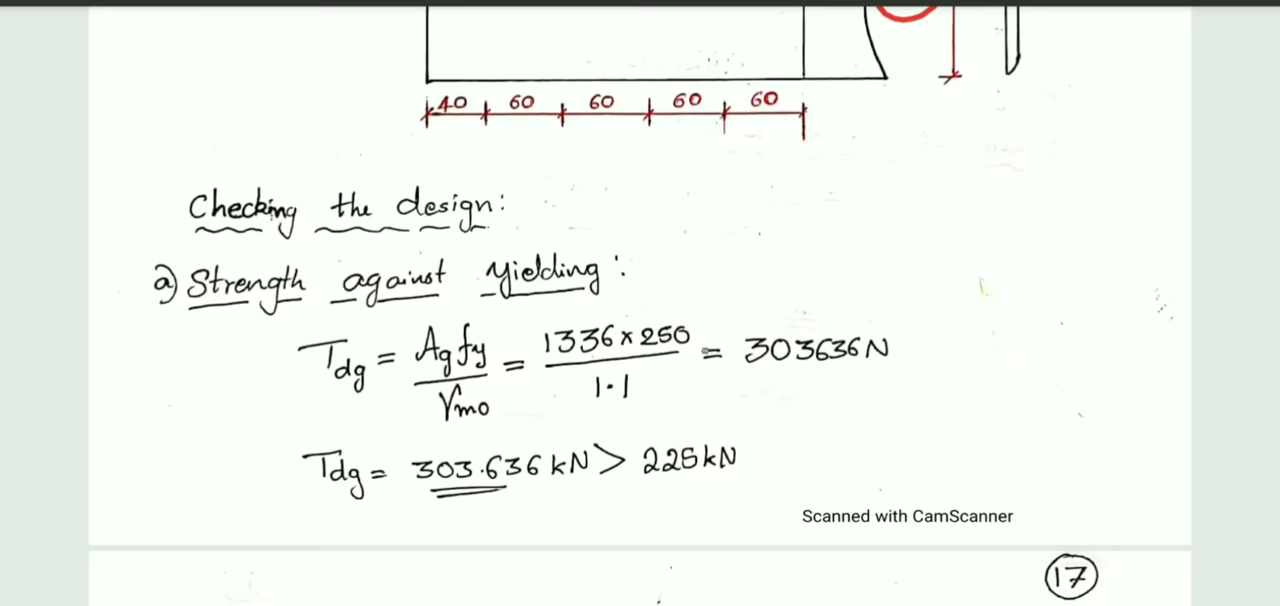 40 60 60 60 60
Checking the design:
a) Strength against yielding:
Tdg = Ag fy / γmo = 1336 x 250 / 1.1 = 303636 N
Tdg = 303.636 kN > 225 kN
Scanned with CamScanner
17